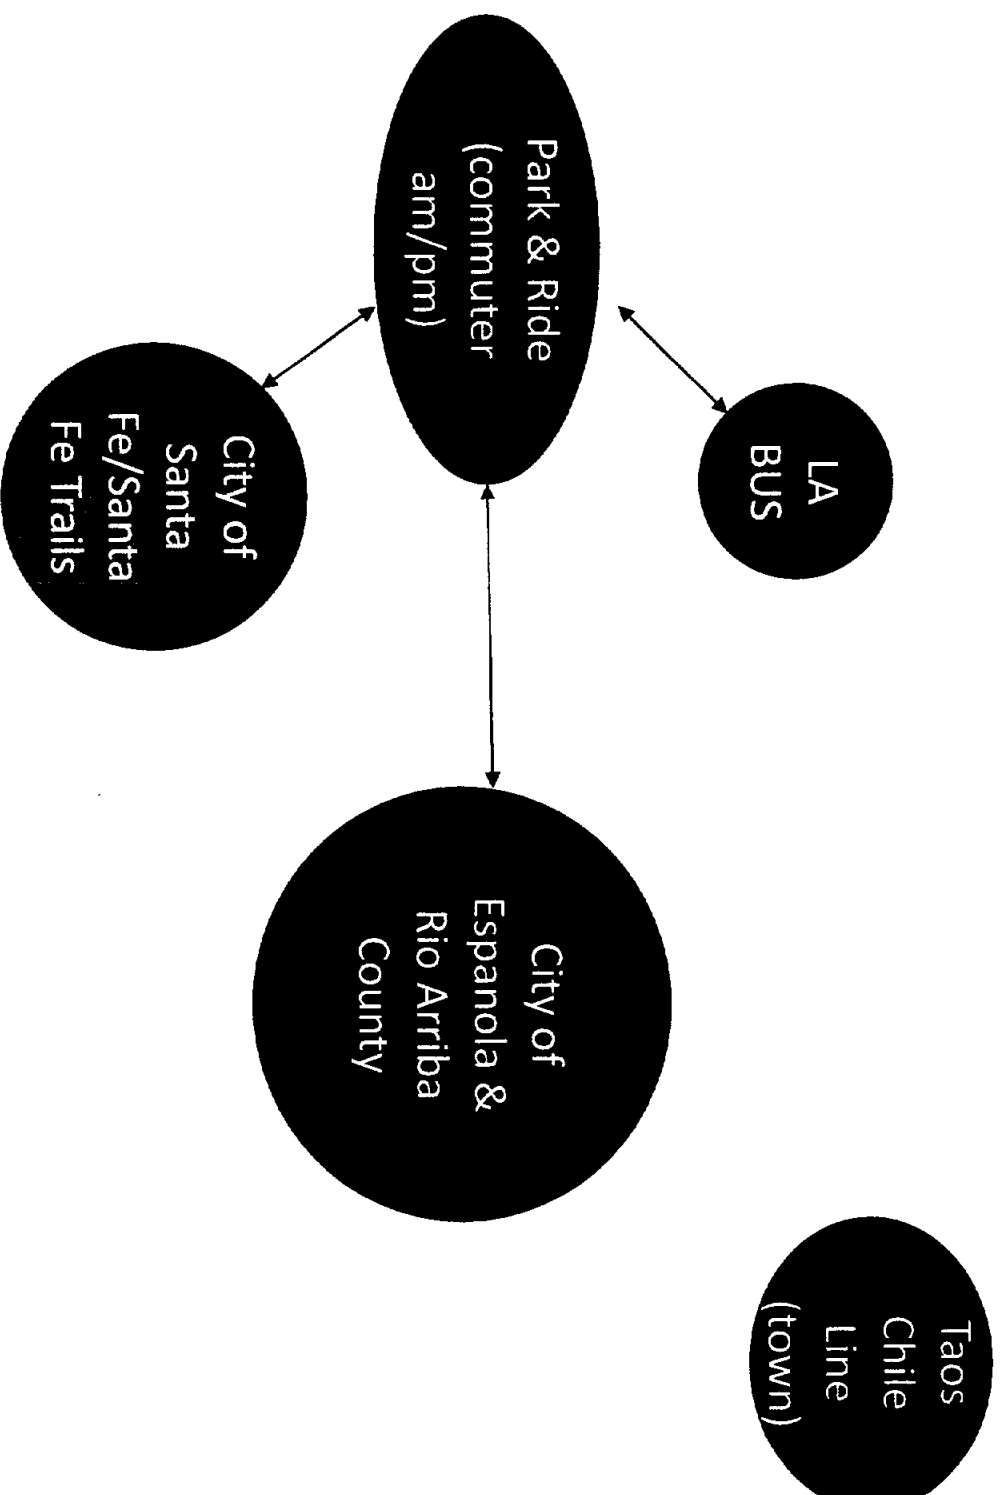 LA
BUS
Park & Ride
(commuter
am/pm)
City of
Santa
Fe/Santa
Fe Trails
City of
Espanola &
Rio Arriba
County
Taos
Chile
Line
(town)